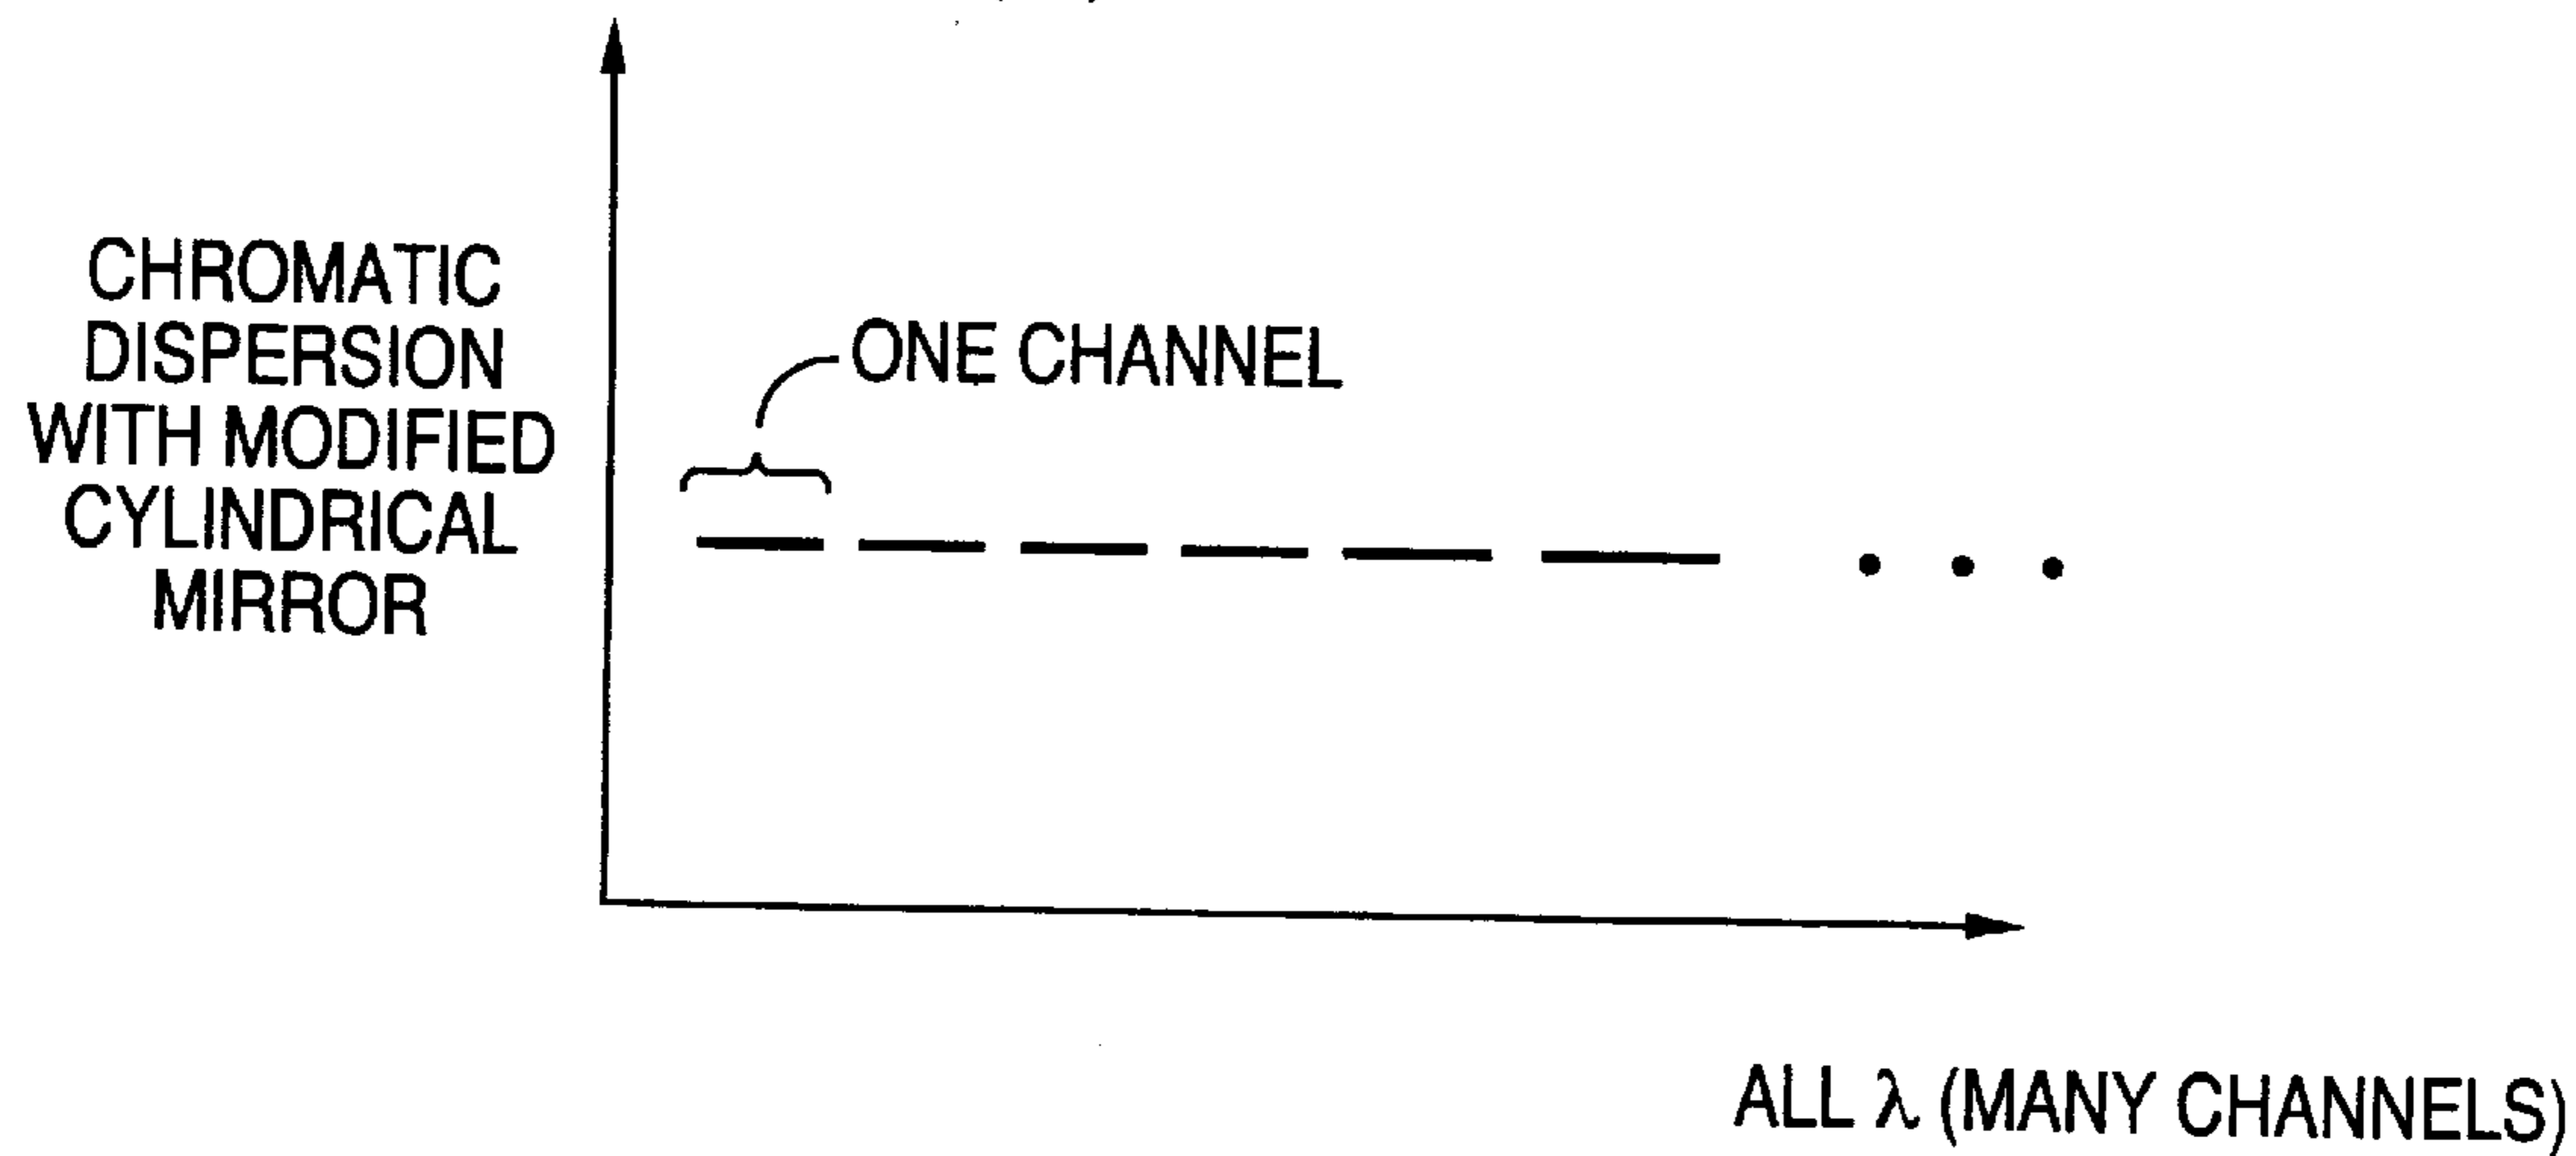 CHROMATIC
DISPERSION
WITH MODIFIED
CYLINDRICAL
MIRROR
ONE CHANNEL
ALL λ (MANY CHANNELS)